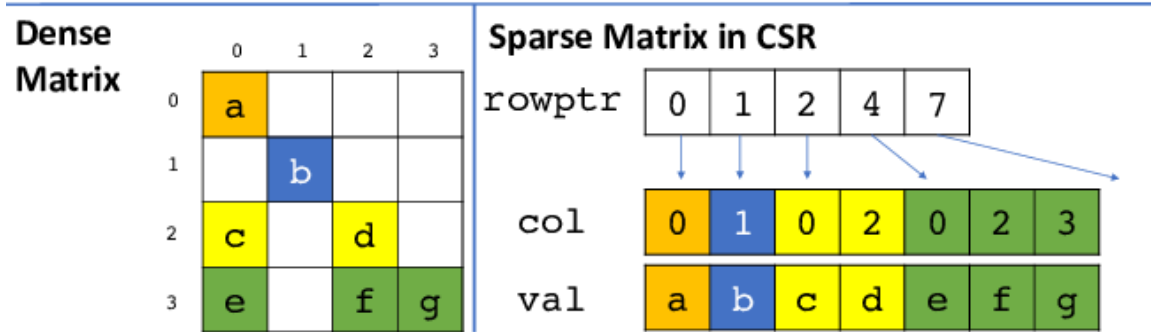 Dense
Matrix
0 1 2 3
0 a
1 b
2 c d
3 e f g
Sparse Matrix in CSR
rowptr 0 1 2 4 7
col 0 1 0 2 0 2 3
val a b c d e f g